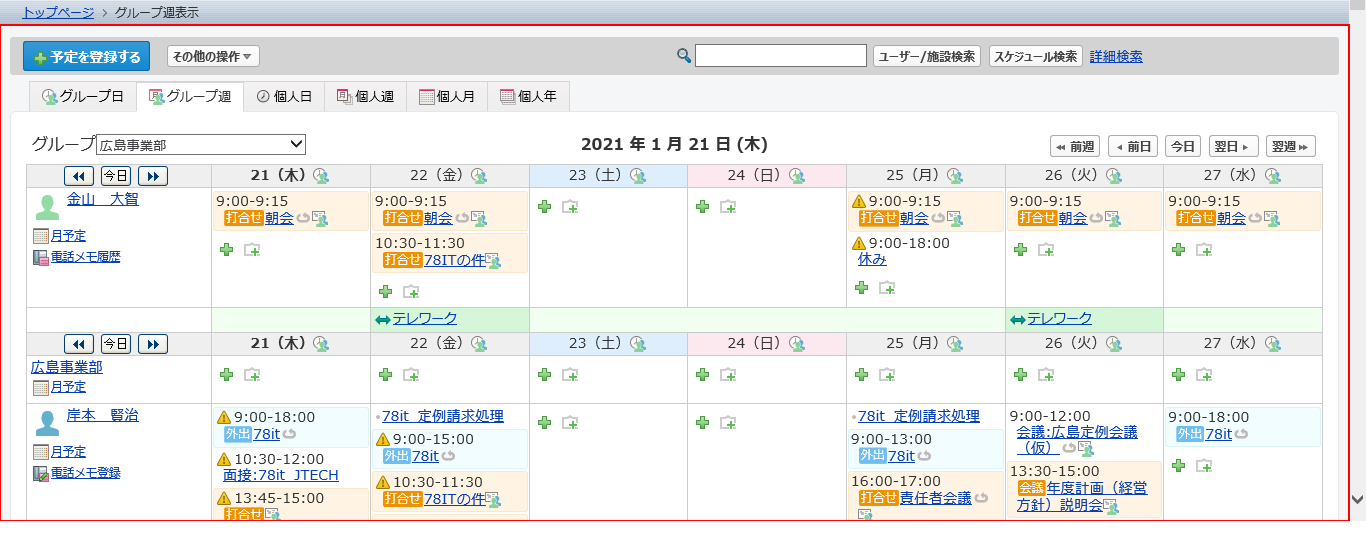 トップページ > グループ週表示
予定を登録する その他の操作 ユーザー/施設検索 スケジュール検索 詳細検索
グループ日 グループ週 個人日 個人週 個人月 個人年
グループ 広島事業部 2021 年 1 月 21 日 (木) 前週 前日 今日 翌日 翌週
今日 21（木） 22（金） 23（土） 24（日） 25（月） 26（火） 27（水）
金山　大智
月予定
電話メモ履歴
9:00-9:15
打合せ 朝会
9:00-9:15
打合せ 朝会
10:30-11:30
打合せ 78ITの件
9:00-9:15
打合せ 朝会
9:00-18:00
休み
9:00-9:15
打合せ 朝会
9:00-9:15
打合せ 朝会
テレワーク テレワーク
今日 21（木） 22（金） 23（土） 24（日） 25（月） 26（火） 27（水）
広島事業部
月予定
岸本　賢治
月予定
電話メモ登録
9:00-18:00
外出 78it
10:30-12:00
面接:78it_JTECH
13:45-15:00
打合せ
78it_定例請求処理
9:00-15:00
外出 78it
10:30-11:30
打合せ 78ITの件
78it_定例請求処理
9:00-13:00
外出 78it
16:00-17:00
打合せ 責任者会議
9:00-12:00
会議:広島定例会議
（仮）
13:30-15:00
会議 年度計画（経営
方針）説明会
9:00-18:00
外出 78it